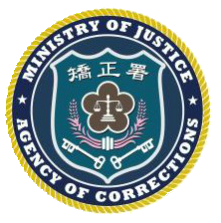 MINISTRY OF JUSTICE
矯正署
AGENCY OF CORRECTIONS